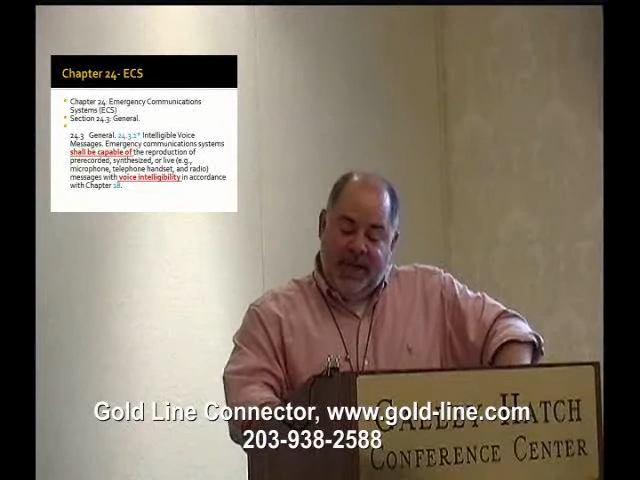 Chapter 24- ECS
Chapter 24: Emergency Communications
Systems (ECS)
Section 24.3: General.
24.3 General. 24.3.1* Intelligible Voice
Messages. Emergency communications systems
shall be capable of the reproduction of
prerecorded, synthesized, or live (e.g.,
microphone, telephone handset, and radio)
messages with voice intelligibility in accordance
with Chapter 18.
Gold Line Connector, www.gold-line.com
203-938-2588
GALLEY HATCH
CONFERENCE CENTER